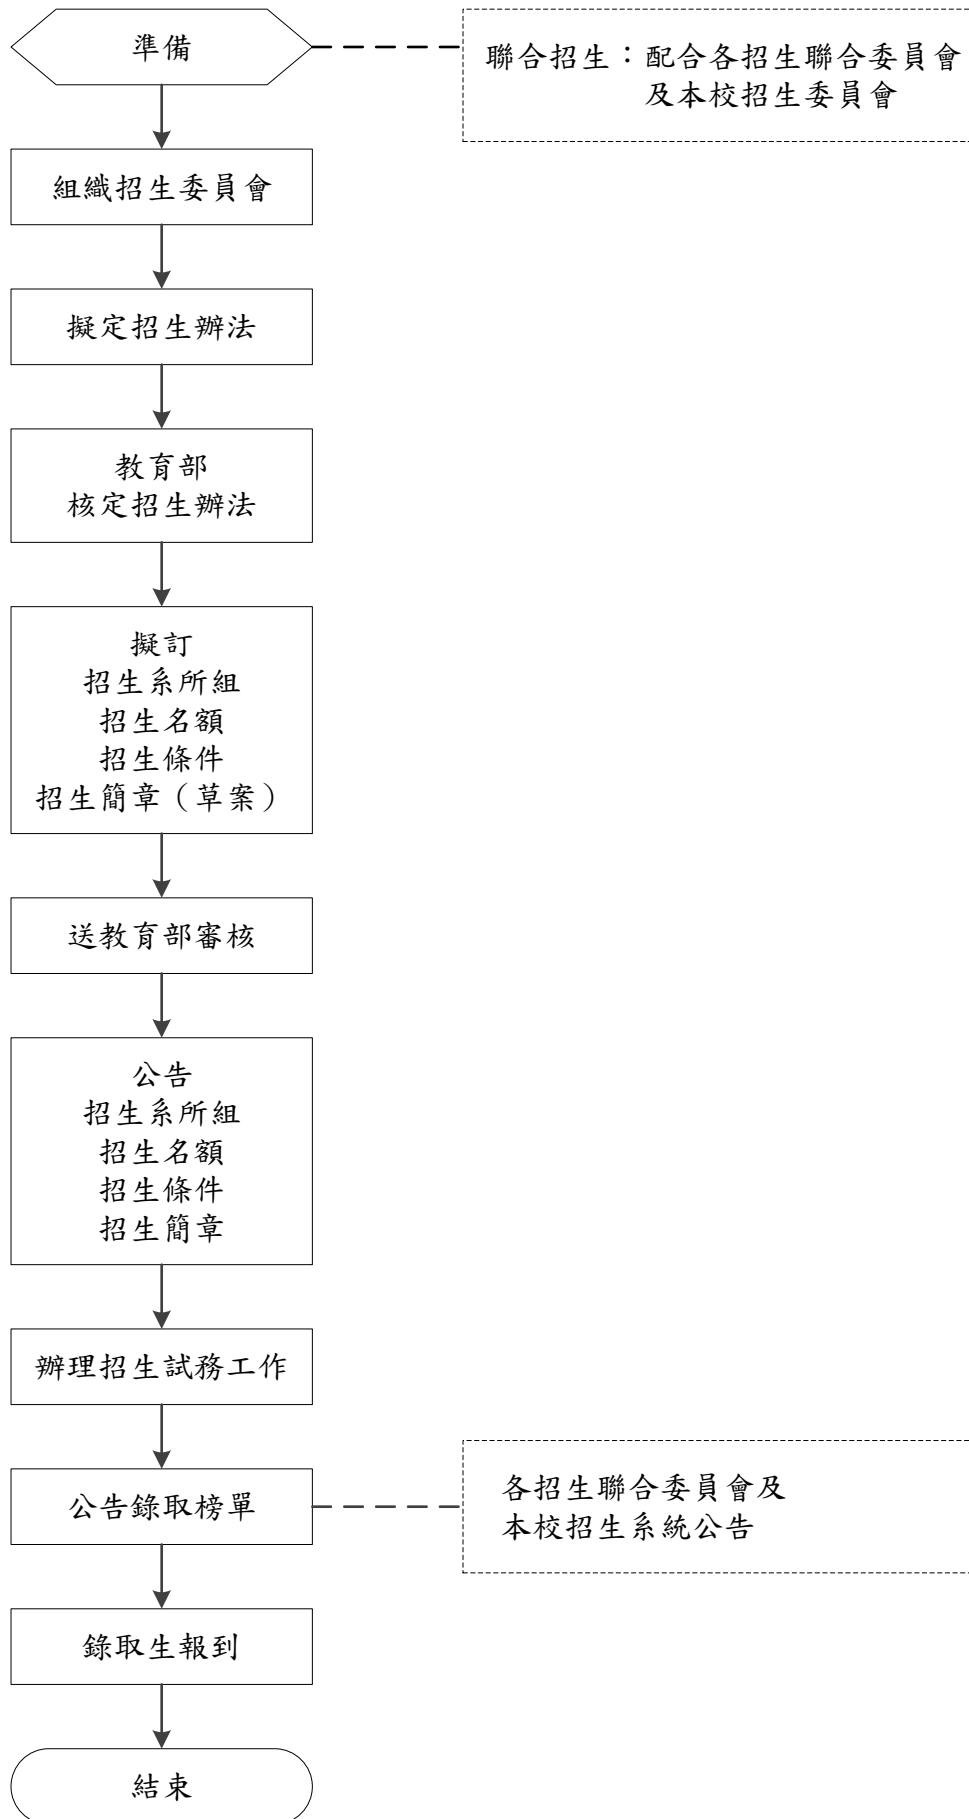 準備
聯合招生：配合各招生聯合委員會
及本校招生委員會
組織招生委員會
擬定招生辦法
教育部
核定招生辦法
擬訂
招生系所組
招生名額
招生條件
招生簡章（草案）
送教育部審核
公告
招生系所組
招生名額
招生條件
招生簡章
辦理招生試務工作
公告錄取榜單
各招生聯合委員會及
本校招生系統公告
錄取生報到
結束